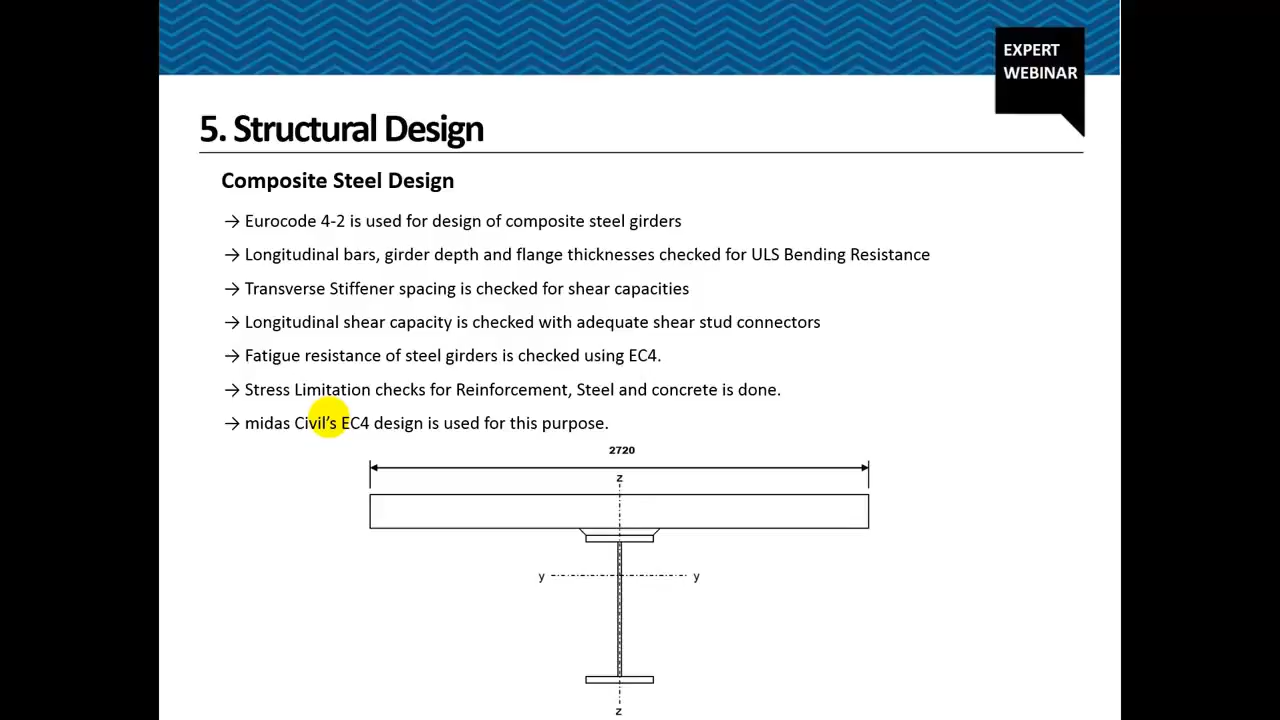 EXPERT
WEBINAR
5. Structural Design
Composite Steel Design
→ Eurocode 4-2 is used for design of composite steel girders
→ Longitudinal bars, girder depth and flange thicknesses checked for ULS Bending Resistance
→ Transverse Stiffener spacing is checked for shear capacities
→ Longitudinal shear capacity is checked with adequate shear stud connectors
→ Fatigue resistance of steel girders is checked using EC4.
→ Stress Limitation checks for Reinforcement, Steel and concrete is done.
→ midas Civil's EC4 design is used for this purpose.
2720
z
y y
z